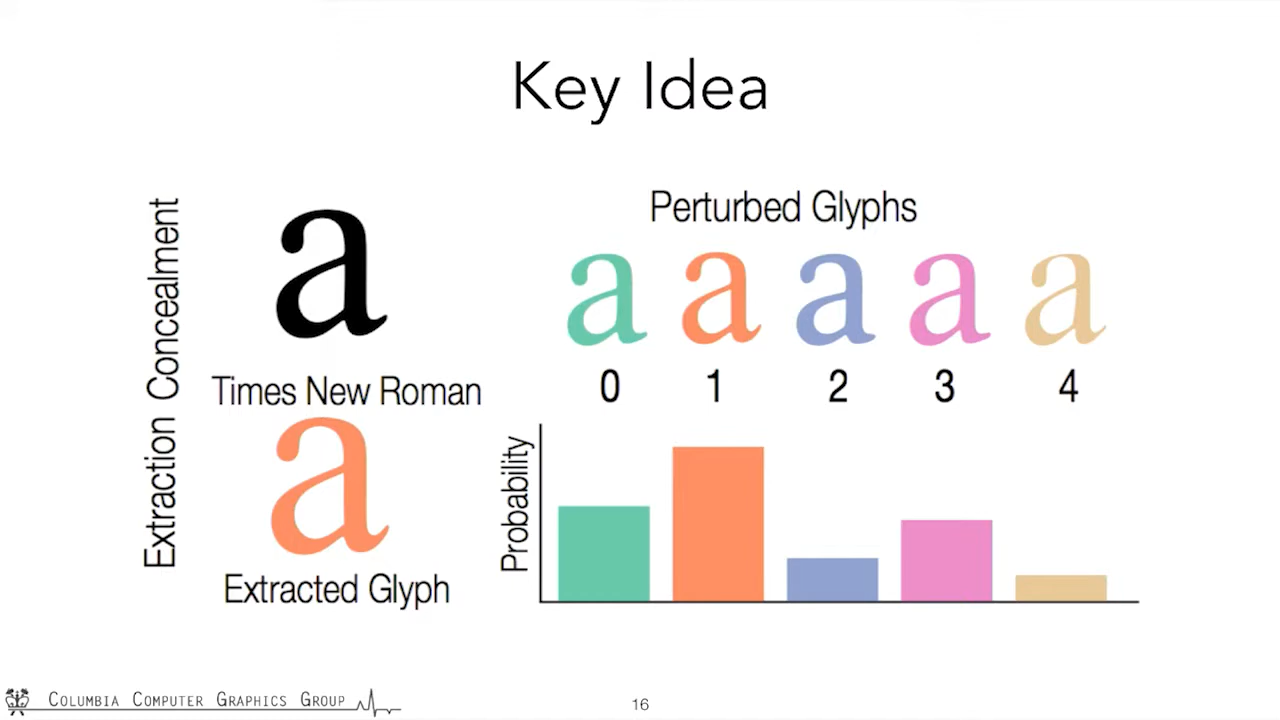 Key Idea
Extraction Concealment
a
Times New Roman
Perturbed Glyphs
a a a a a
0 1 2 3 4
a
Extracted Glyph
Probability
COLUMBIA COMPUTER GRAPHICS GROUP
16